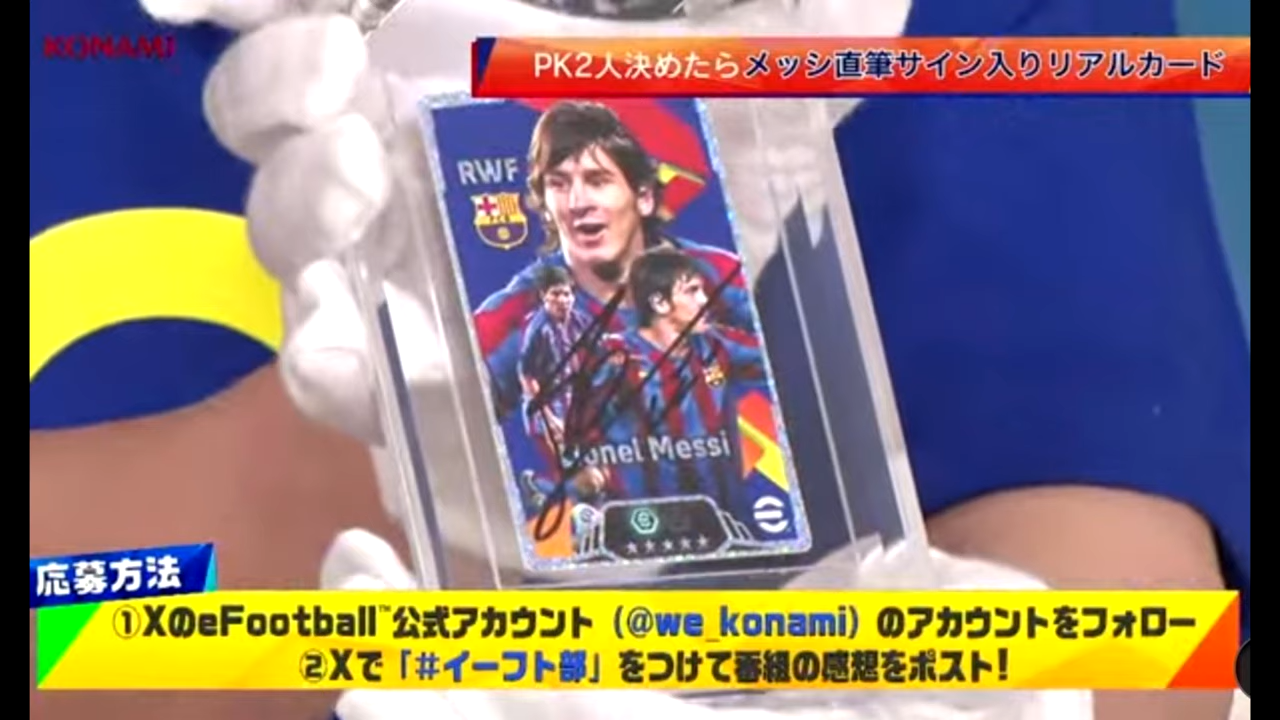 KONAMI
PK2人決めたらメッシ直筆サイン入りリアルカード
RWF
Lionel Messi
応募方法
①XのeFootball™公式アカウント(@we_konami)のアカウントをフォロー
②Xで「#イーフト部」をつけて番組の感想をポスト!